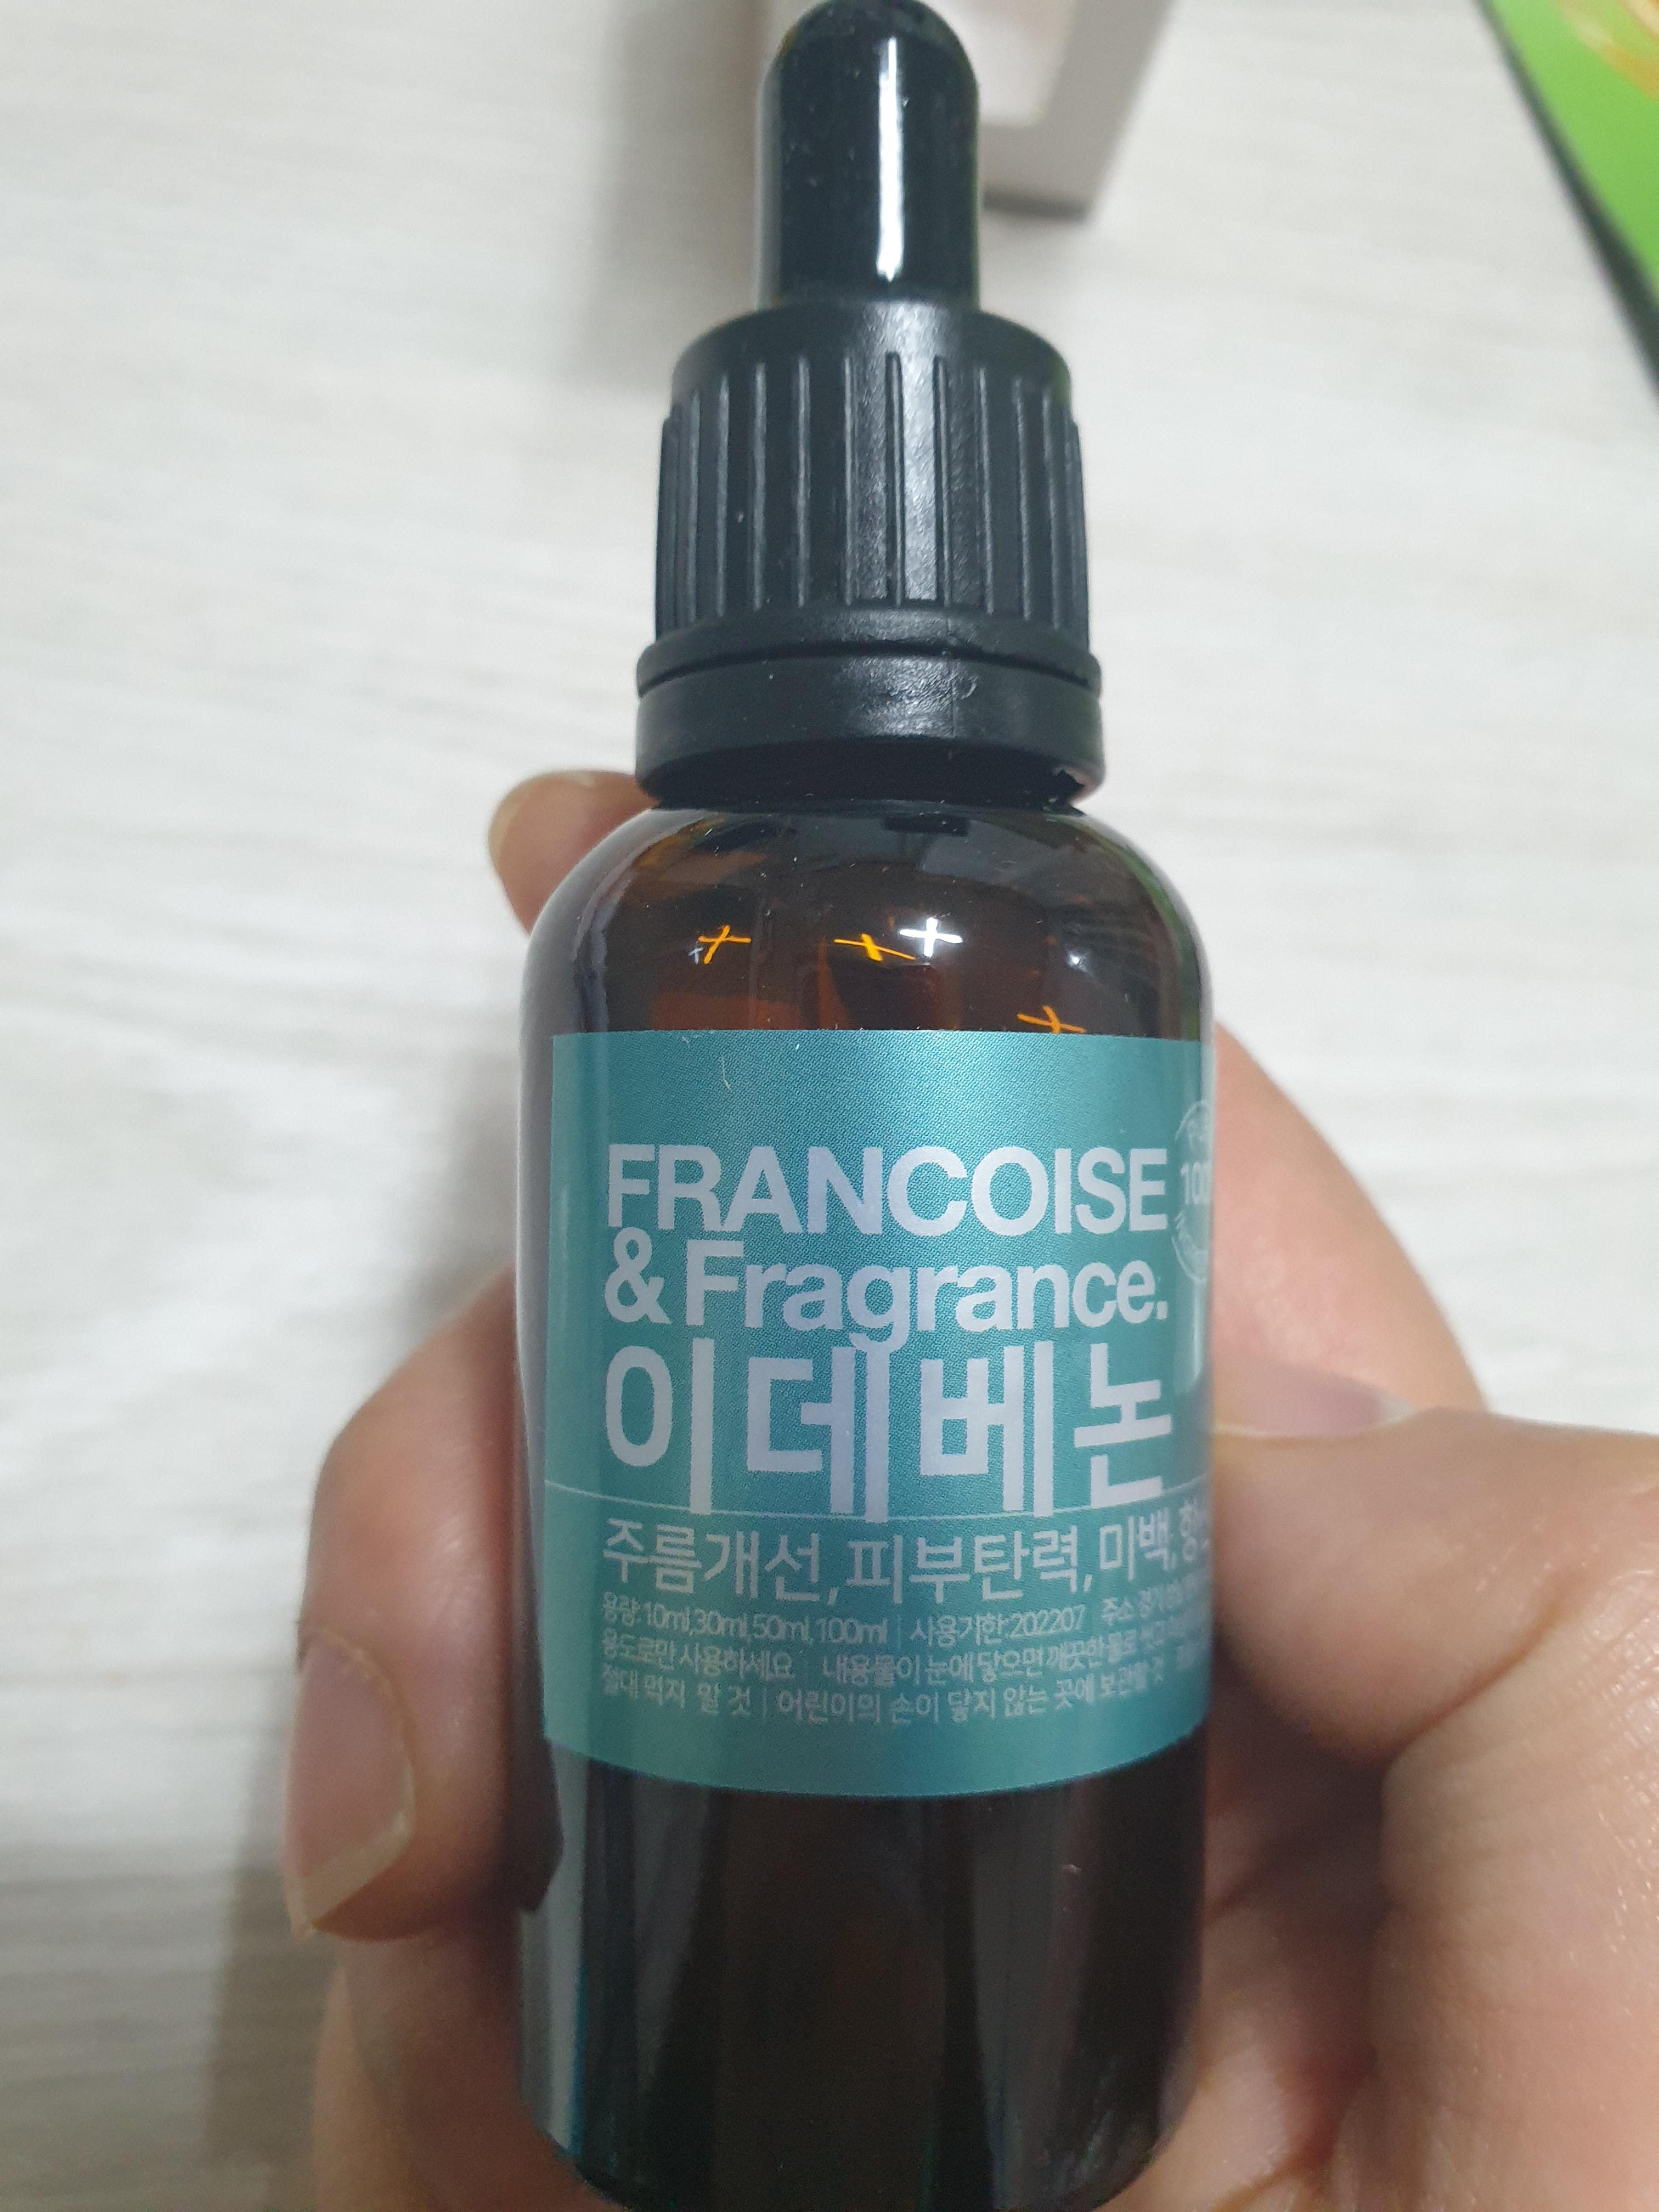 FRANCOISE
& Fragrance.
이데베논
주름개선, 피부탄력, 미백,
용량: 10ml,30ml,50ml,100ml | 사용기한:202207 주소 경기
용도로만 사용하세요 | 내용물이 눈에 닿으면 깨끗한 물로
절대 먹지 말 것 | 어린이의 손이 닿지 않는 곳에 보관할 것